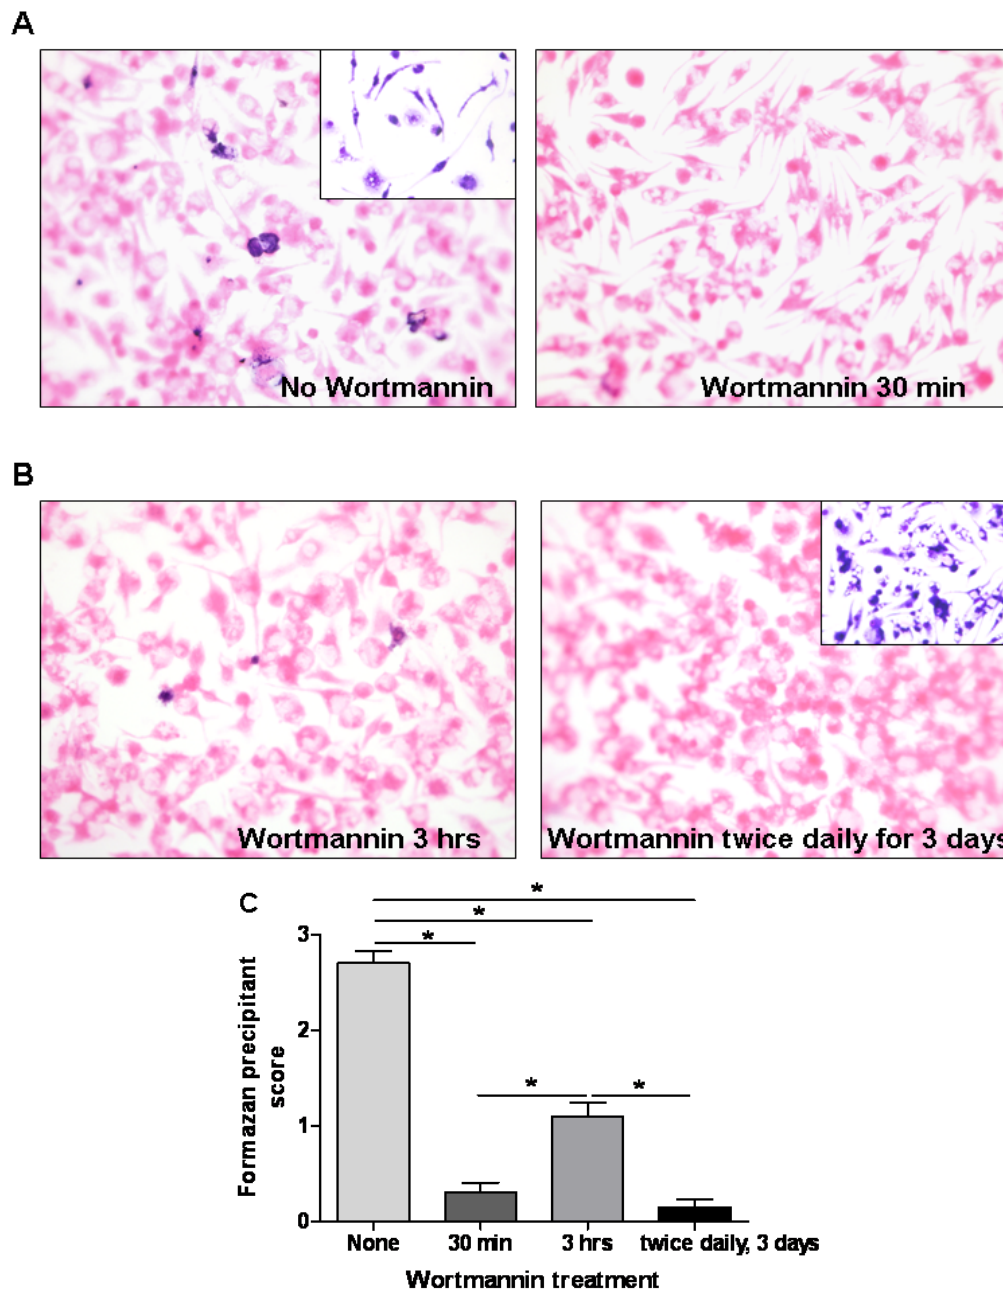 A
No Wortmannin
Wortmannin 30 min
B
Wortmannin 3 hrs
Wortmannin twice daily for 3 days
C
* 
*
*
3
2
1
0
*
*
Formazan precipitant
score
None
30 min
3 hrs
twice daily, 3 days
Wortmannin treatment